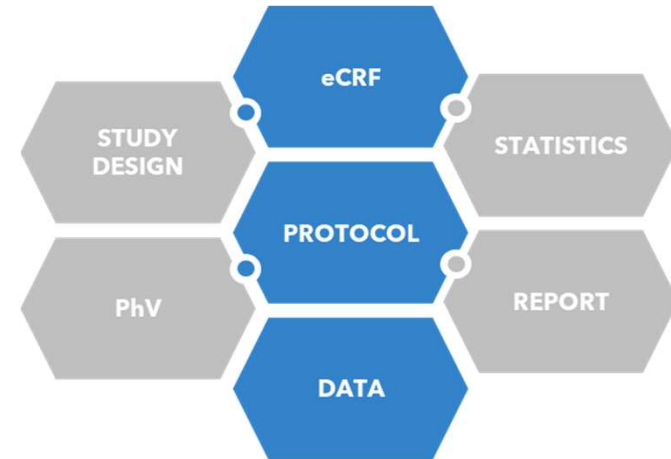 eCRF
STUDY
DESIGN
STATISTICS
PROTOCOL
PhV
REPORT
DATA